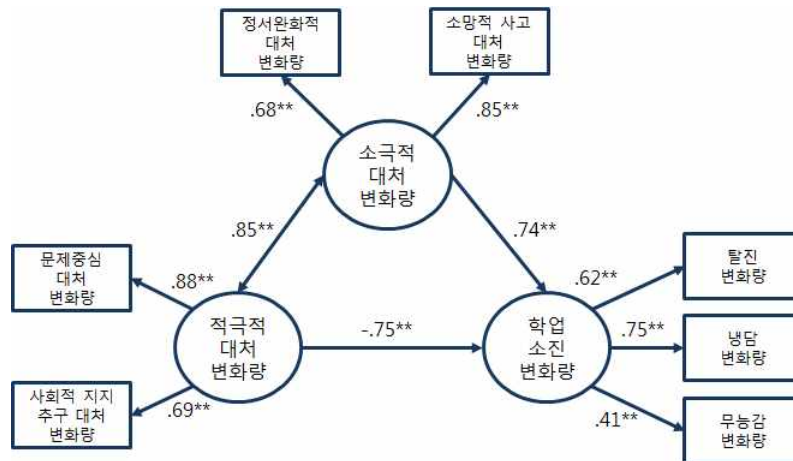 정서완화적
대처
변화량
소망적 사고
대처
변화량
.68**
.85**
소극적
대처
변화량
.85**
.74**
문제중심
대처
변화량
.88**
적극적
대처
변화량
-.75**
학업
소진
변화량
.62**
탈진
변화량
.75**
냉담
변화량
사회적 지지
추구 대처
변화량
.69**
.41**
무능감
변화량